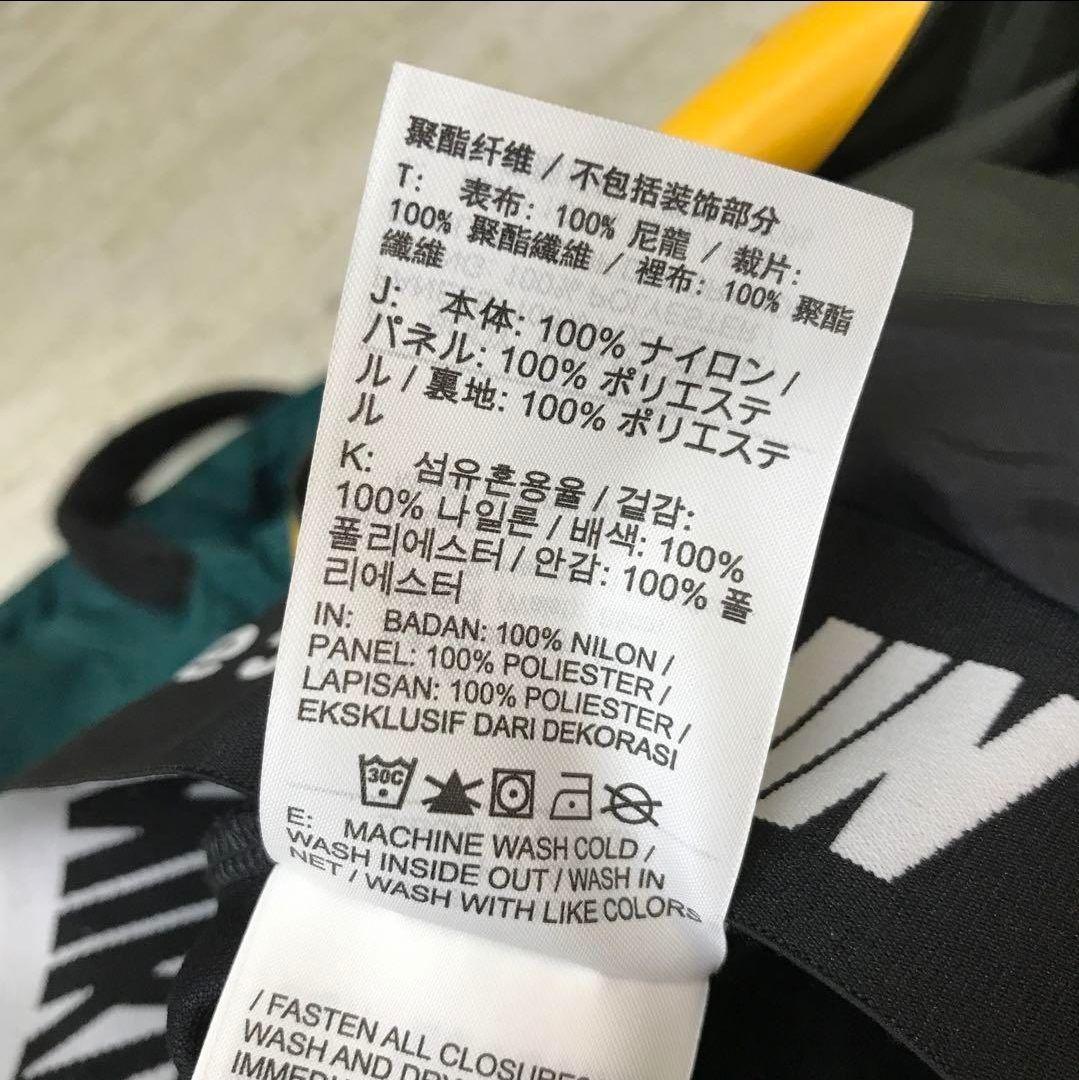 聚酯纤维 / 不包括装饰部分
T: 表布: 100% 尼龍 / 裁片:
100% 聚酯纖維 / 裡布: 100% 聚酯
纖維
J: 本体: 100% ナイロン /
パネル: 100% ポリエステ
ル / 裏地: 100% ポリエステ
ル
K: 섬유혼용율 / 겉감:
100% 나일론 / 배색: 100%
폴리에스터 / 안감: 100% 폴
리에스터
IN: BADAN: 100% NILON /
PANEL: 100% POLIESTER /
LAPISAN: 100% POLIESTER /
EKSKLUSIF DARI DEKORASI
30C
E: MACHINE WASH COLD /
WASH INSIDE OUT / WASH IN
NET / WASH WITH LIKE COLORS
/ FASTEN ALL CLOSURES
WASH AND DRY